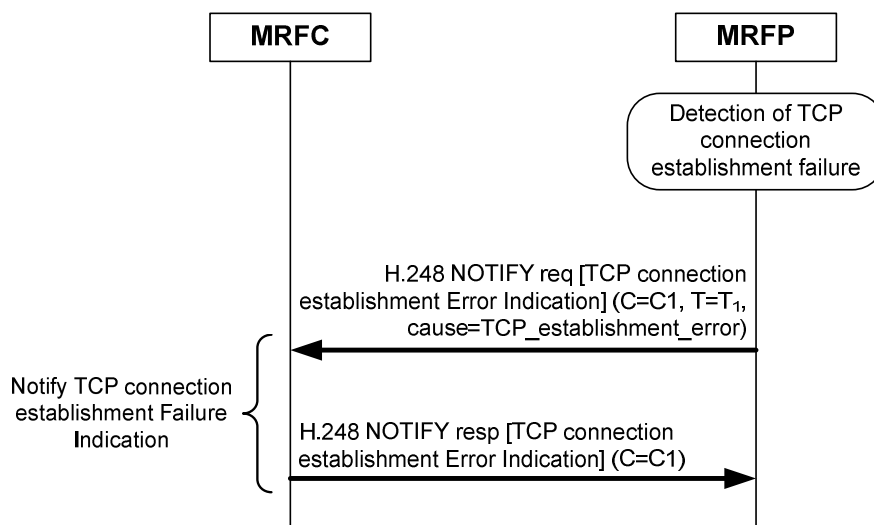 MRFC
MRFP
Detection of TCP
connection
establishment failure
H.248 NOTIFY req [TCP connection
establishment Error Indication] (C=C1, T=T₁,
cause=TCP_establishment_error)
Notify TCP connection
establishment Failure
Indication
H.248 NOTIFY resp [TCP connection
establishment Error Indication] (C=C1)